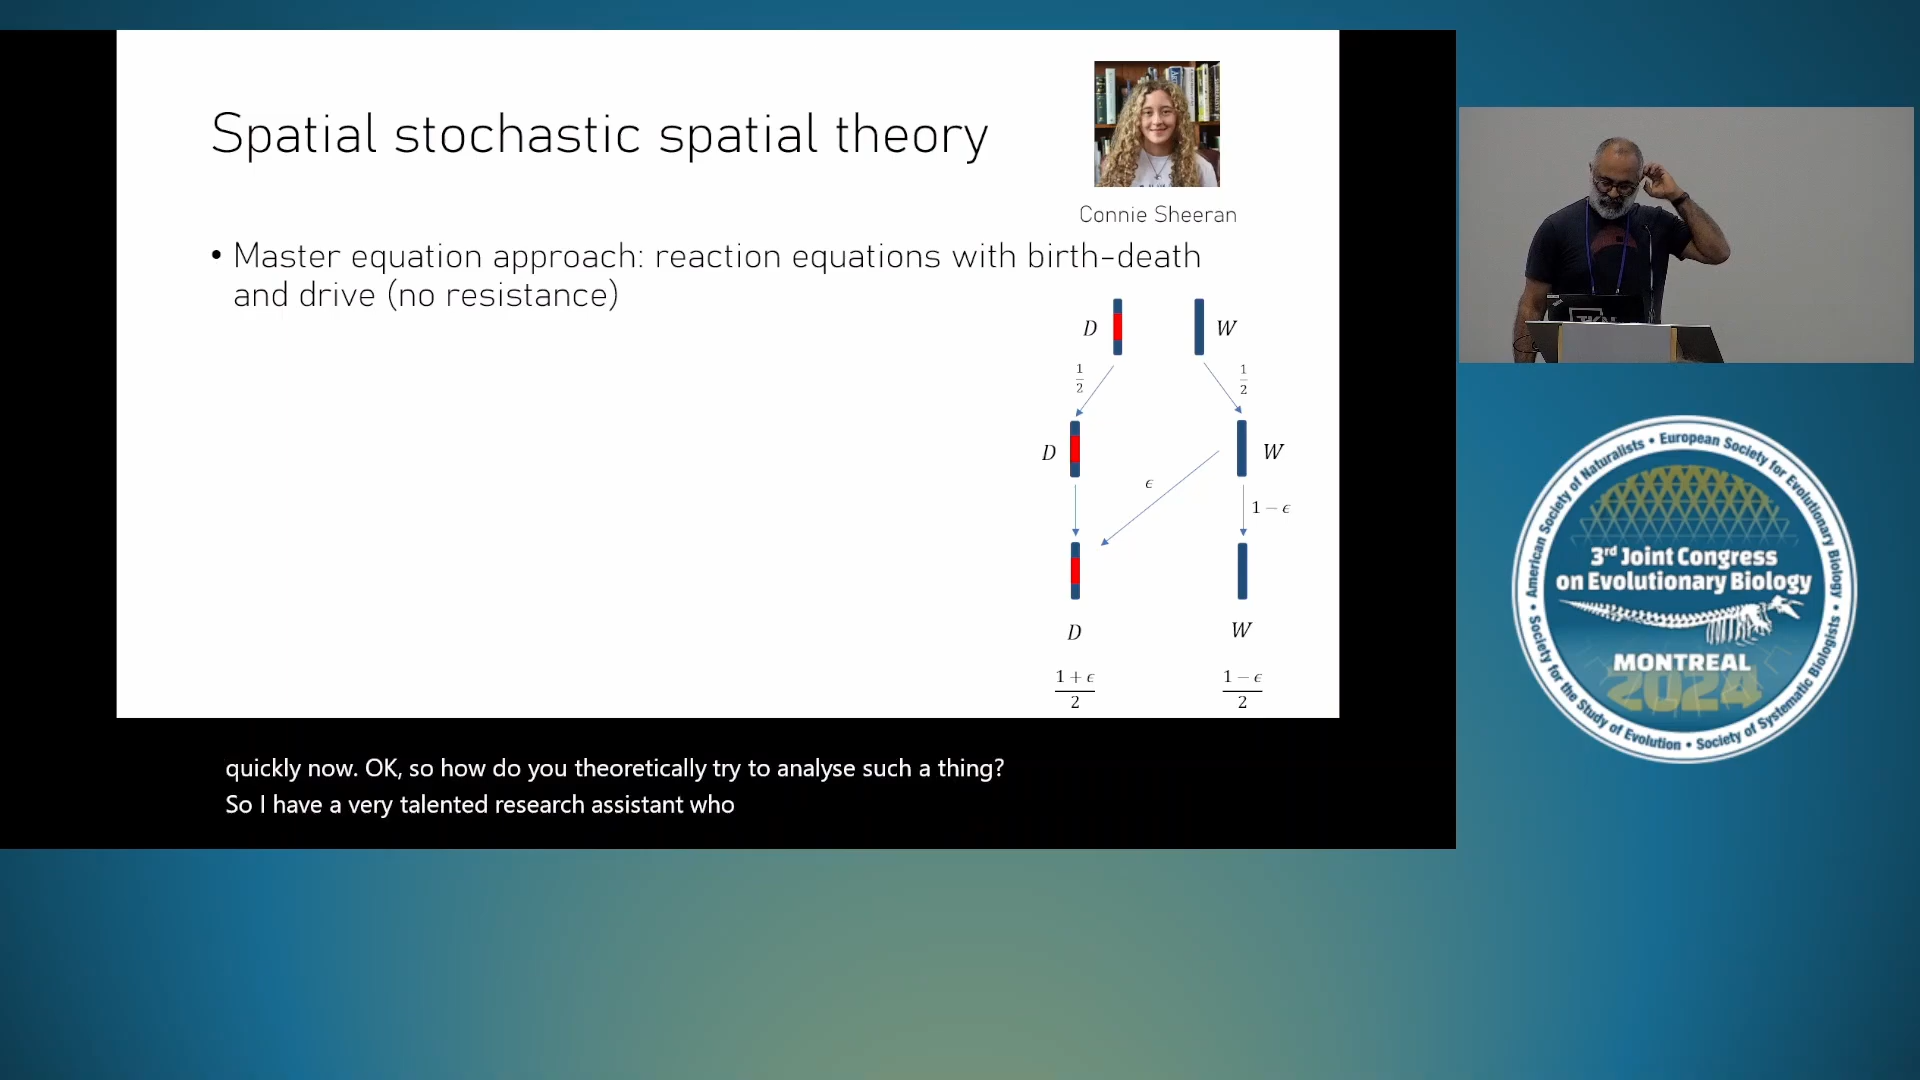 Spatial stochastic spatial theory
Connie Sheeran
• Master equation approach: reaction equations with birth-death
and drive (no resistance)
D
W
1
2
1
2
D
W
ϵ
1 − ϵ
D
W
1 + ϵ
2
1 − ϵ
2
quickly now. OK, so how do you theoretically try to analyse such a thing?
So I have a very talented research assistant who
American Society of Naturalists • European Society for Evolutionary Biology •
Society for the Study of Evolution • Society of Systematic Biologists •
3rd Joint Congress
on Evolutionary Biology
MONTREAL
2024